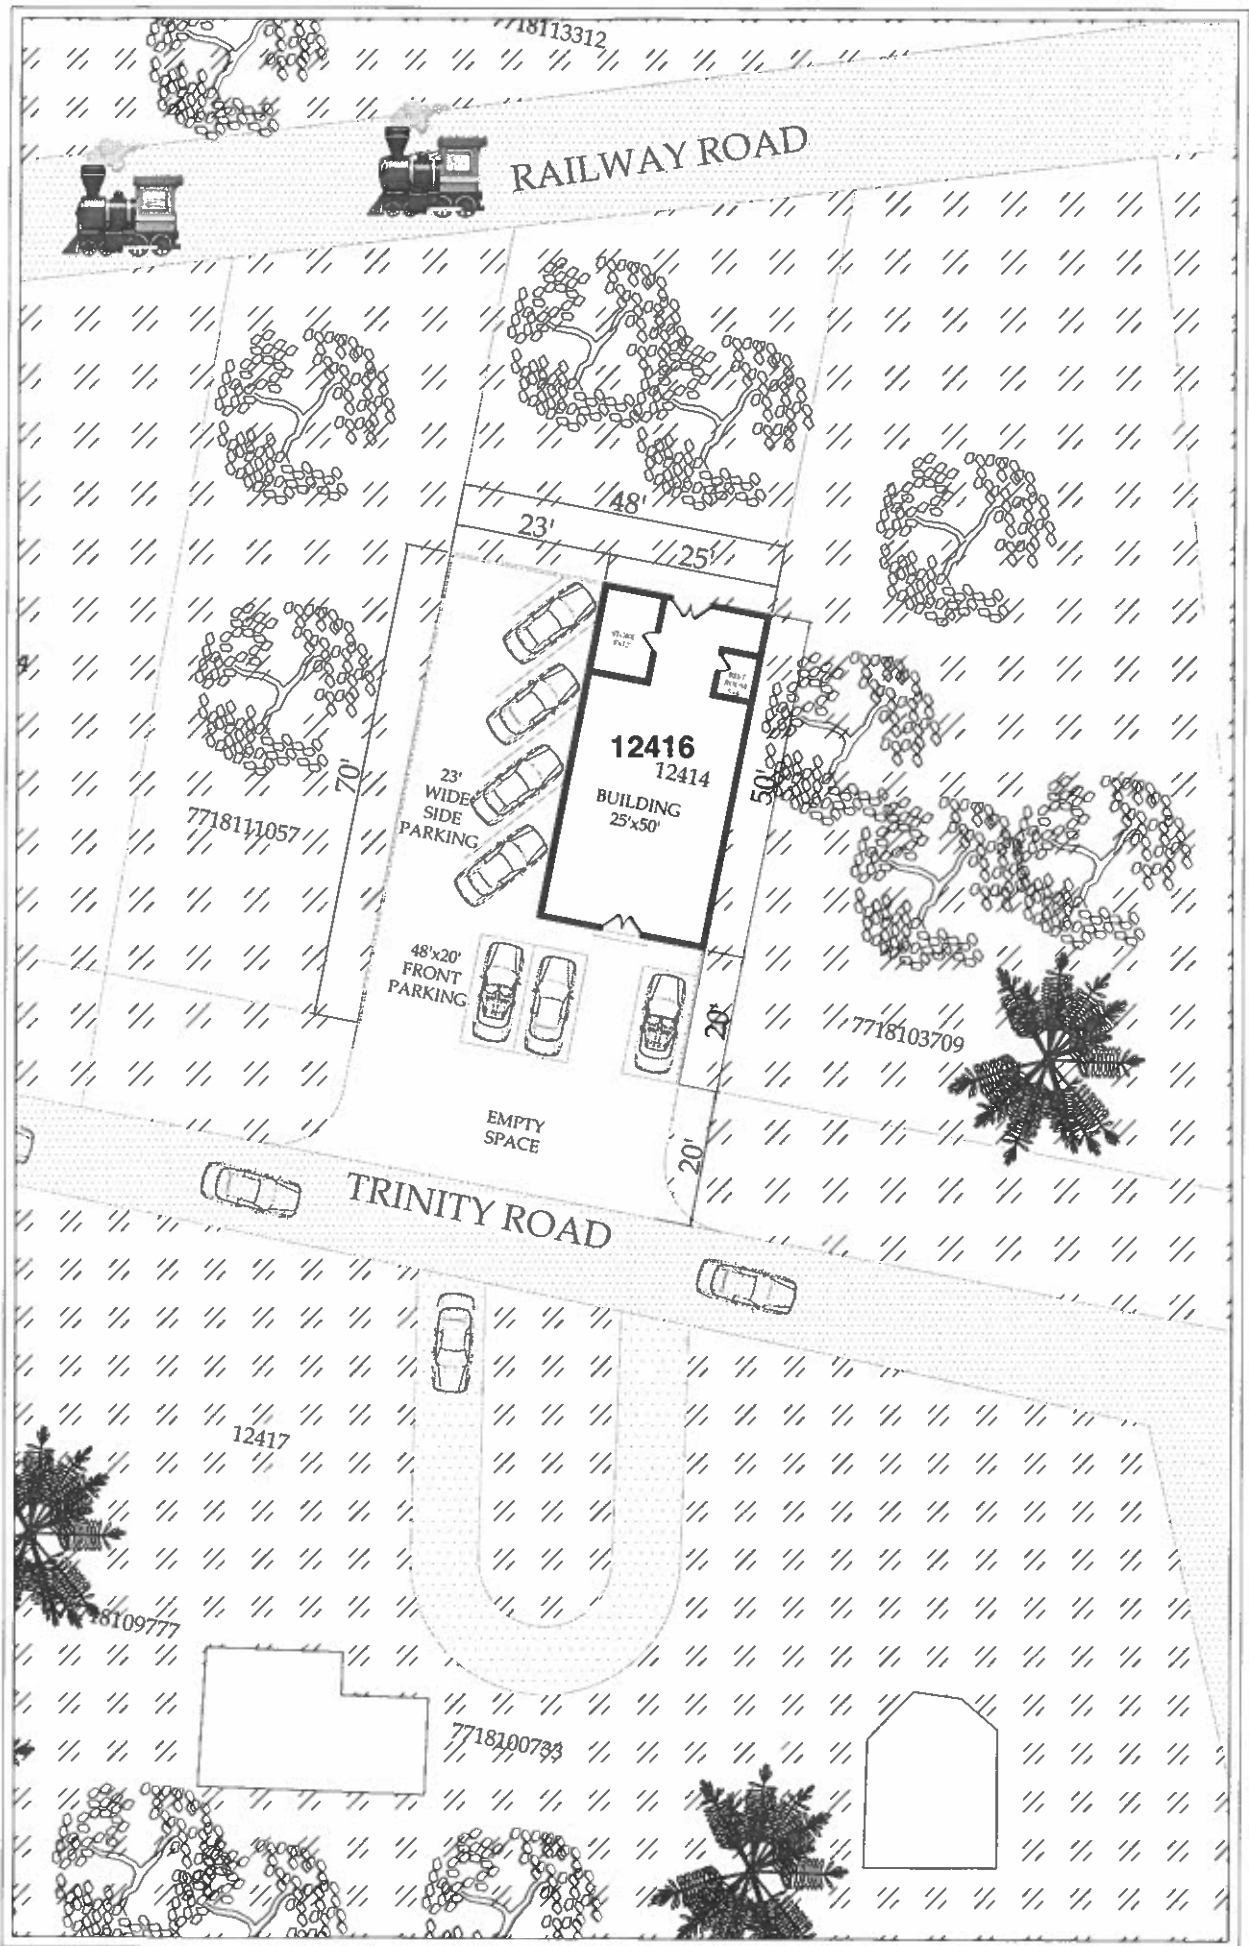 7718113312
RAILWAY ROAD
48'
23'
25'
12416
12414
BUILDING
25'x50'
50'
70'
23'
WIDE
SIDE
PARKING
7718111057
48'x20'
FRONT
PARKING
20'
7718103709
EMPTY
SPACE
20'
TRINITY ROAD
12417
18109777
7718100733